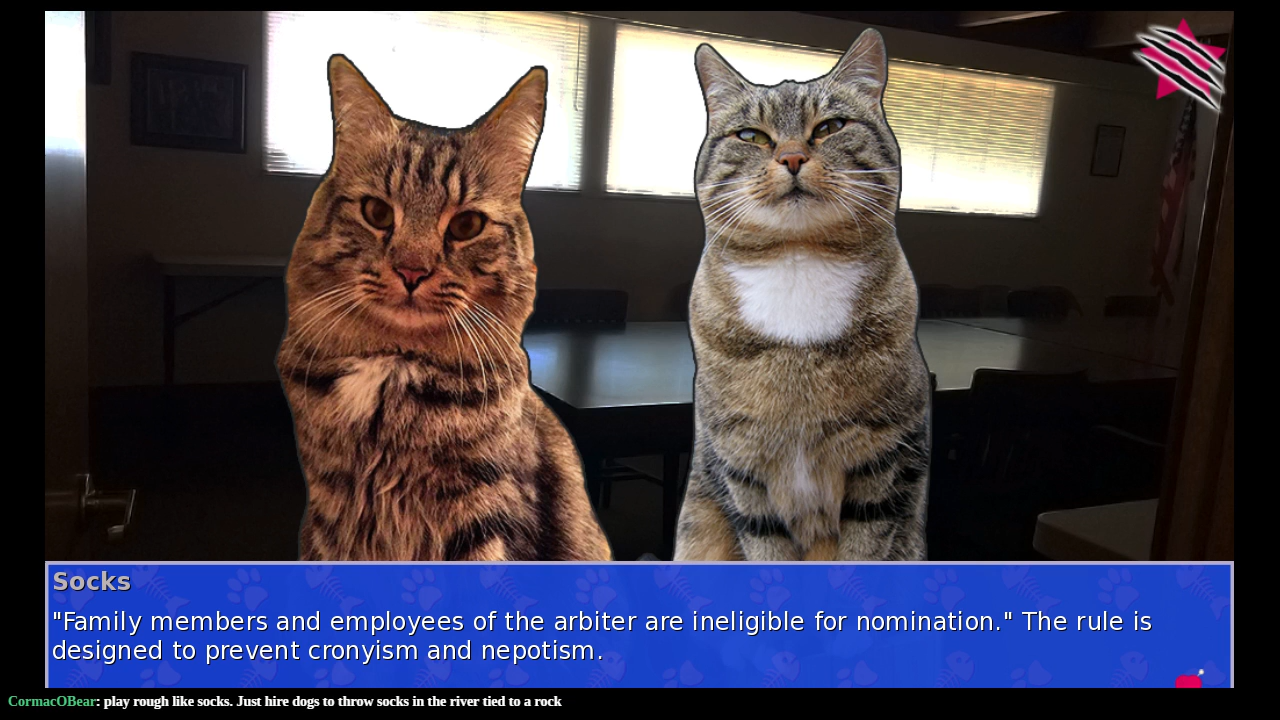 Socks
"Family members and employees of the arbiter are ineligible for nomination." The rule is
designed to prevent cronyism and nepotism.
CormacOBear: play rough like socks. Just hire dogs to throw socks in the river tied to a rock